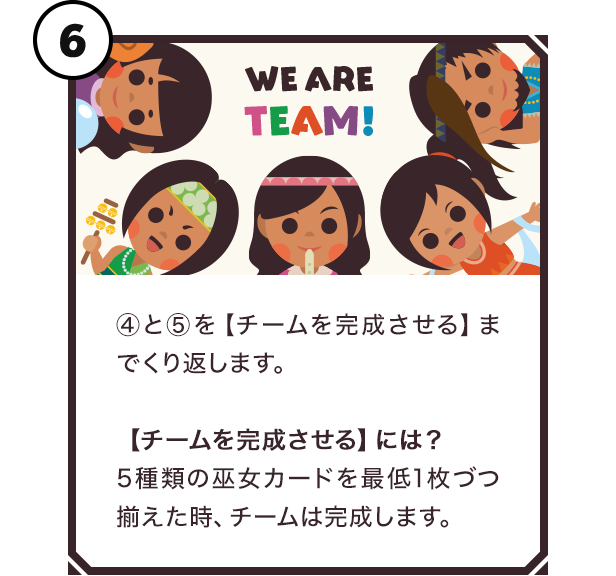 6
WE ARE
TEAM!
④と⑤を【チームを完成させる】ま
でくり返します。
【チームを完成させる】には？
5種類の巫女カードを最低1枚づつ
揃えた時、チームは完成します。